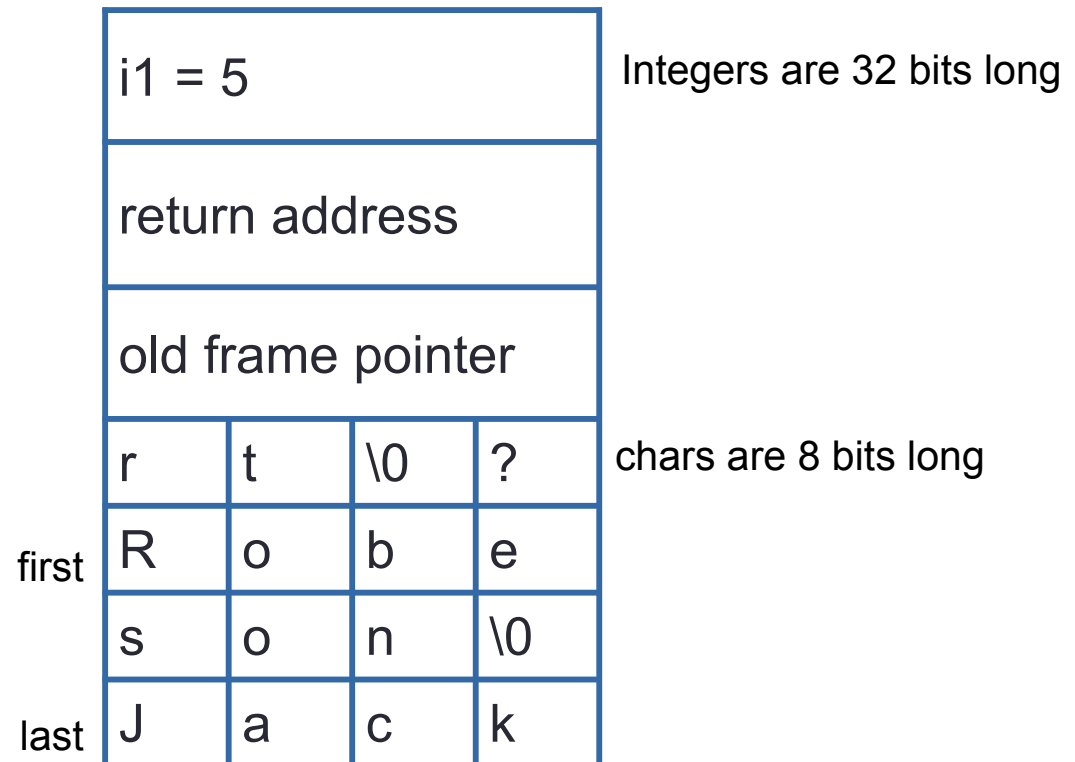 i1 = 5 Integers are 32 bits long
return address
old frame pointer
r t \0 ? chars are 8 bits long
first R o b e
s o n \0
last J a c k